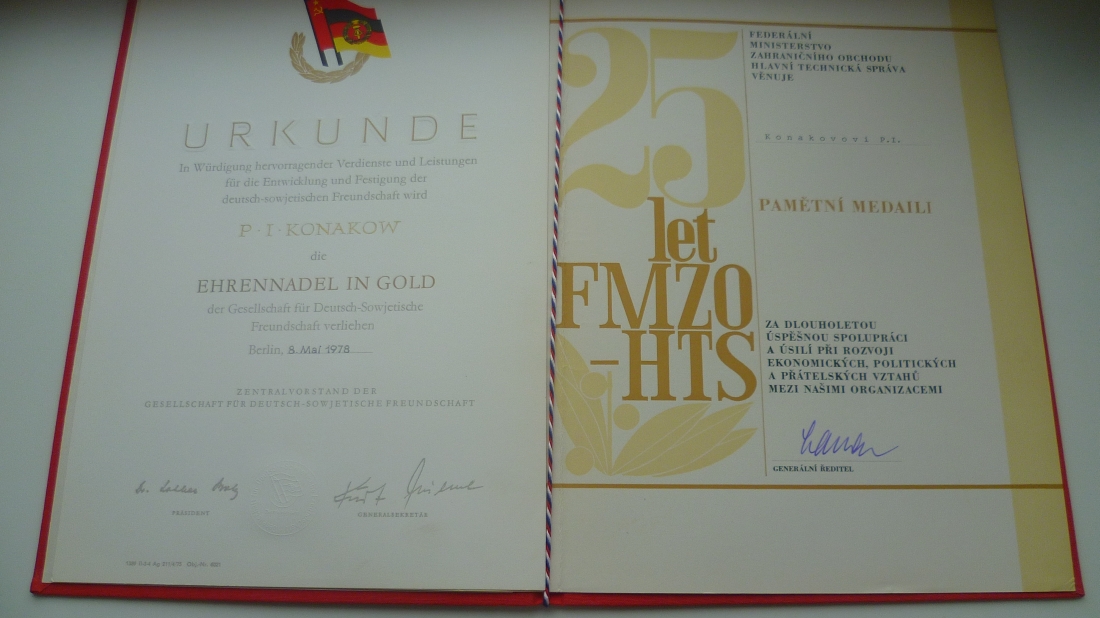 URKUNDE
In Würdigung hervorragender Verdienste und Leistungen
für die Entwicklung und Festigung der
deutsch-sowjetischen Freundschaft wird
P·I·KONAKOW
die
EHRENNADEL IN GOLD
der Gesellschaft für Deutsch-Sowjetische
Freundschaft verliehen
Berlin, 8. Mai 1978
ZENTRALVORSTAND DER
GESELLSCHAFT FÜR DEUTSCH-SOWJETISCHE FREUNDSCHAFT
PRÄSIDENT
GENERALSEKRETÄR
25
let
FMZO
-HTS
FEDERÁLNÍ
MINISTERSTVO
ZAHRANIČNÍHO OBCHODU
HLAVNÍ TECHNICKÁ SPRÁVA
VĚNUJE
Konakovovi P.I.
PAMĚTNÍ MEDAILI
ZA DLOUHOLETOU
ÚSPĚŠNOU SPOLUPRÁCI
A ÚSILÍ PŘI ROZVOJI
EKONOMICKÝCH, POLITICKÝCH
A PŘÁTELSKÝCH VZTAHŮ
MEZI NAŠIMI ORGANIZACEMI
GENERÁLNÍ ŘEDITEL